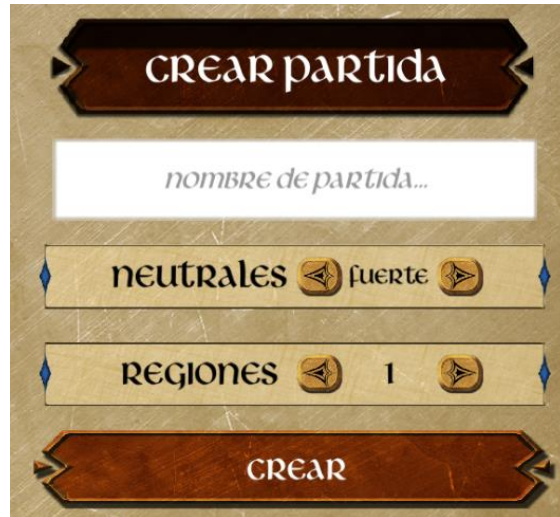 CREAR PARTIDA
NOMBRE DE PARTIDA...
NEUTRALES FUERTE
REGIONES 1
CREAR